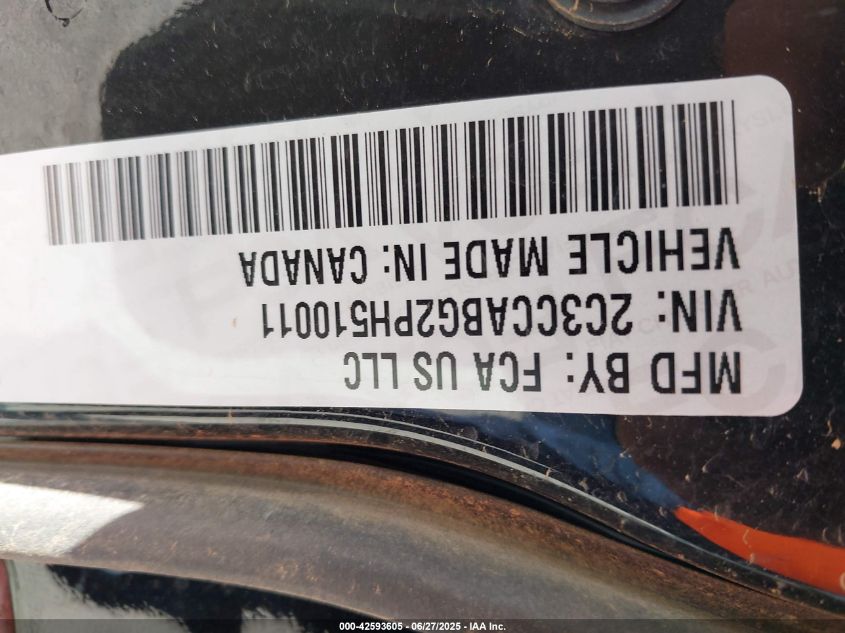 MFD BY: FCA US LLC
VIN: 2C3CCABG2PH510011
VEHICLE MADE IN: CANADA
000-42593605 - 06/27/2025 - IAA Inc.